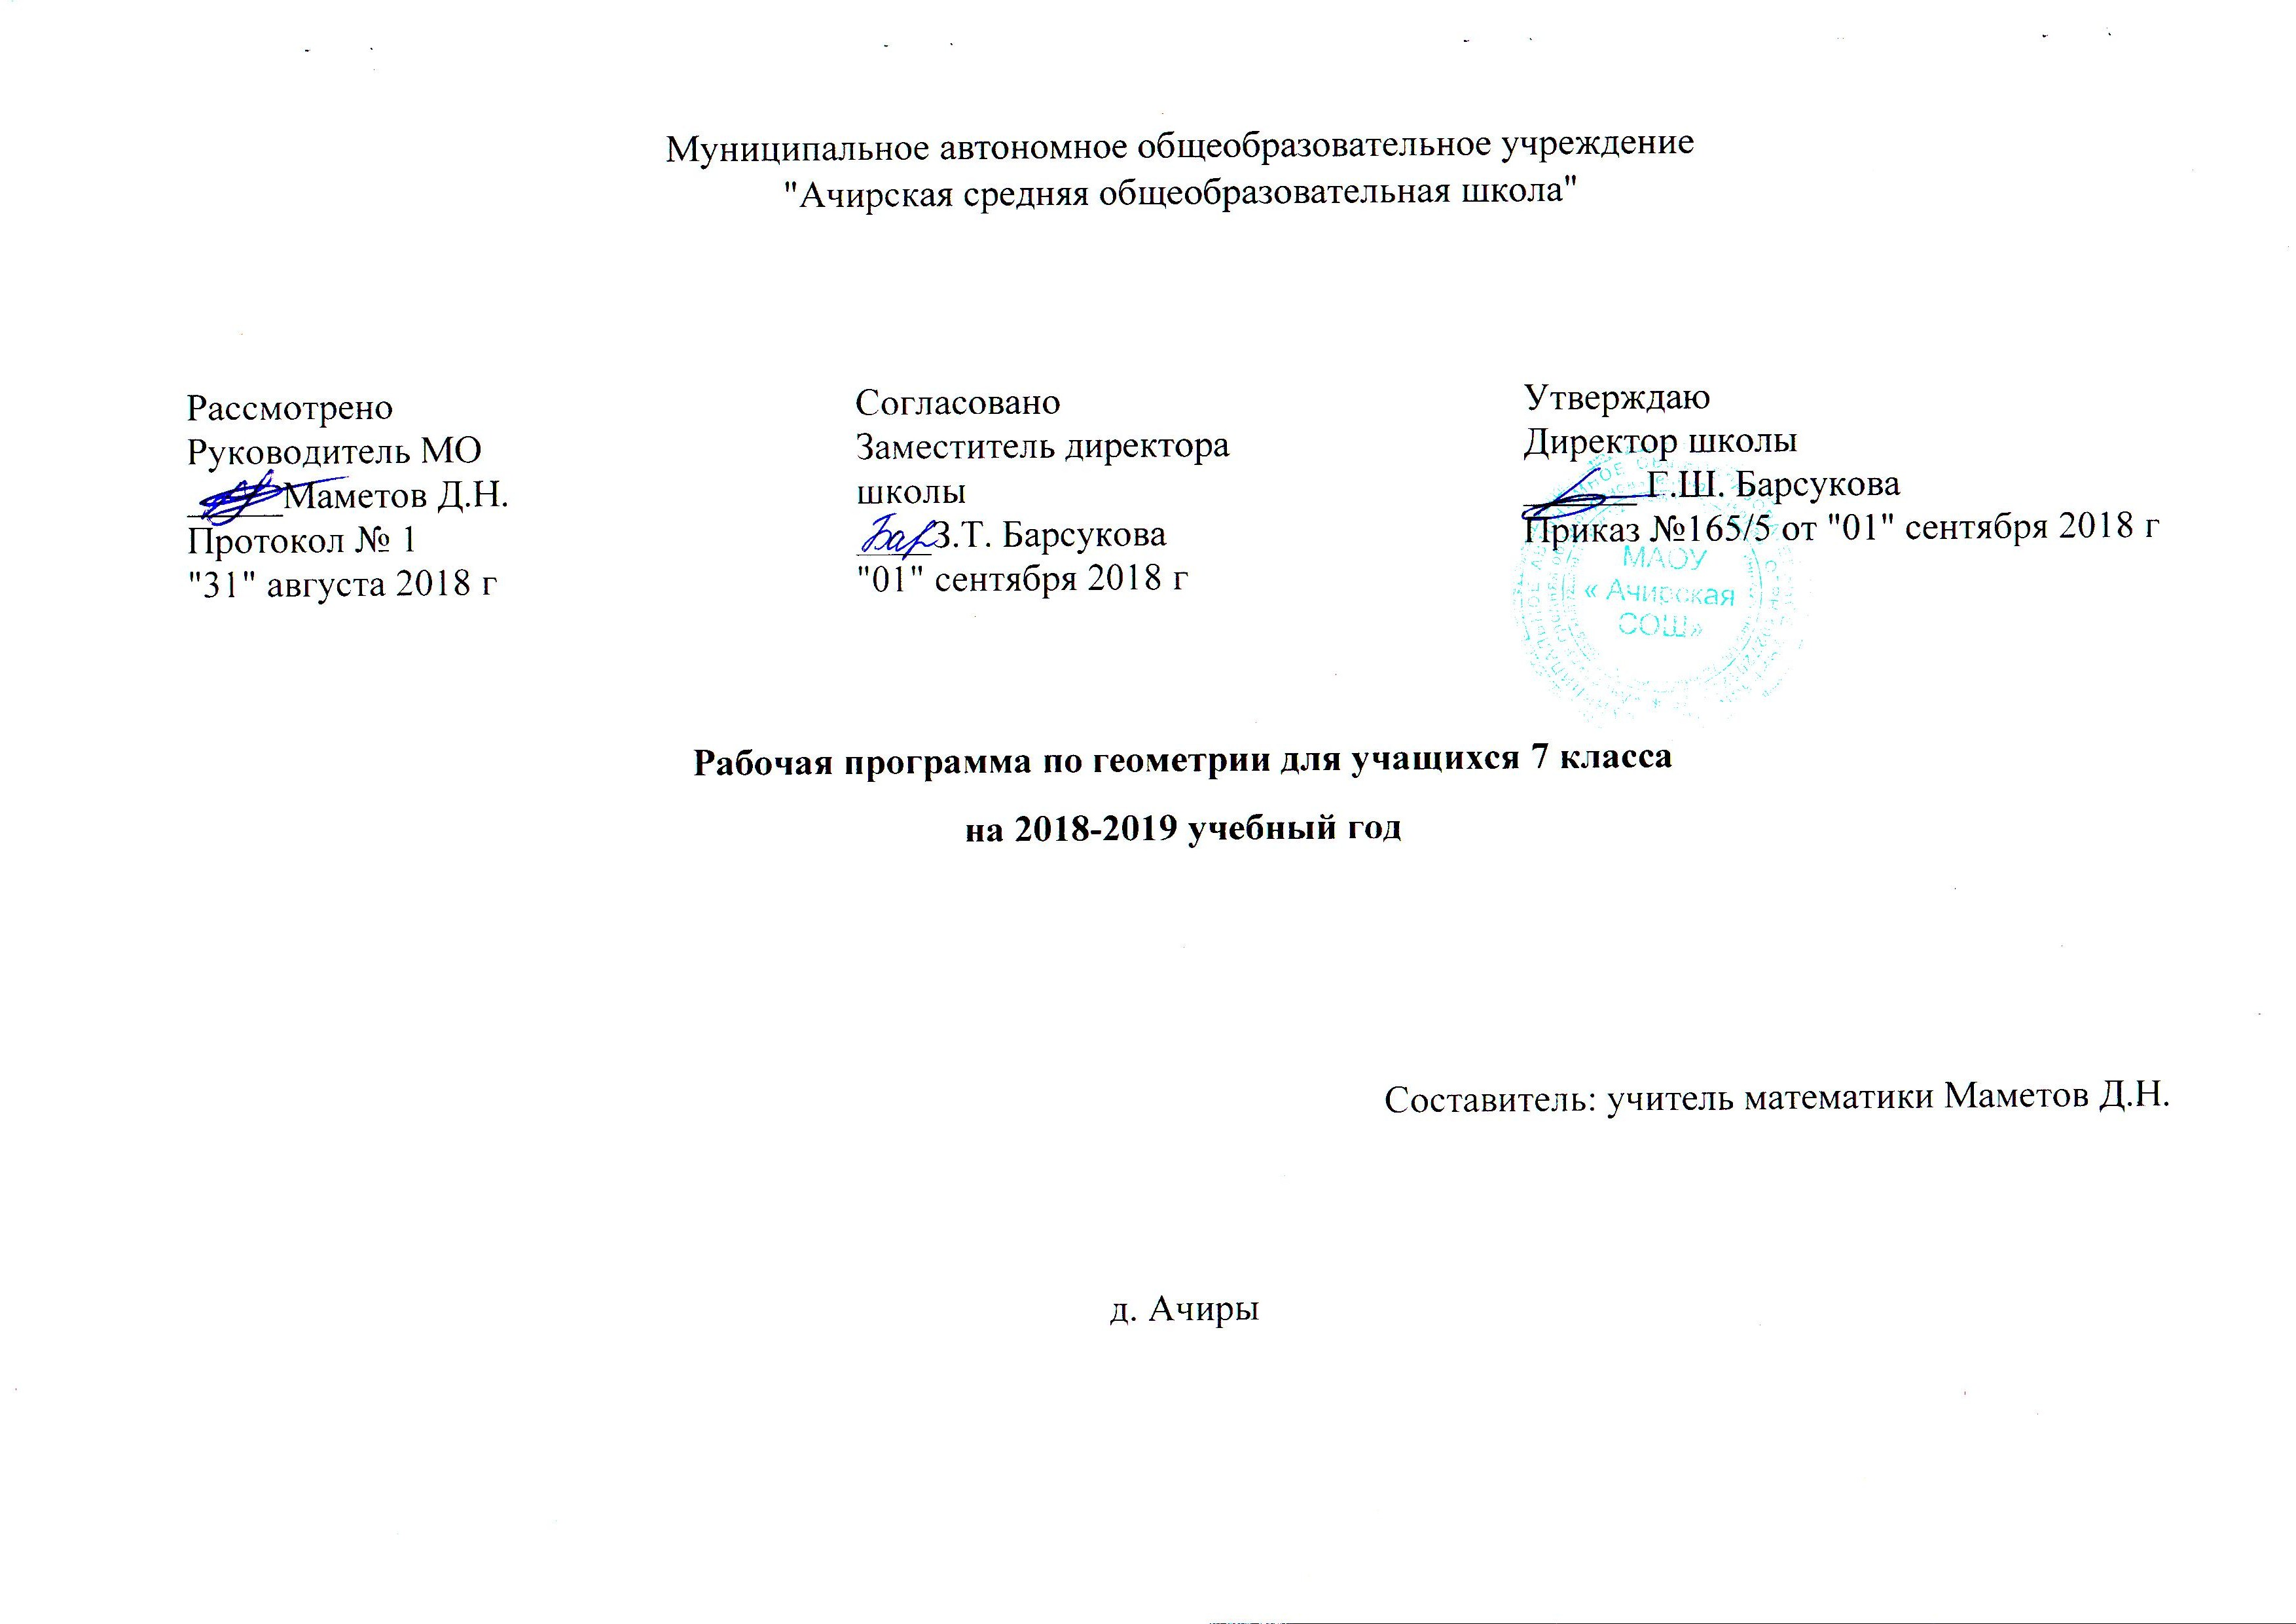 Муниципальное автономное общеобразовательное учреждение
"Ачирская средняя общеобразовательная школа"
Рассмотрено
Руководитель МО
Маметов Д.Н.
Протокол № 1
"31" августа 2018 г
Согласовано
Заместитель директора
школы
Бар З.Т. Барсукова
"01" сентября 2018 г
Утверждаю
Директор школы
Г.Ш. Барсукова
Приказ №165/5 от "01" сентября 2018 г
МАОУ
« Ачирская
СОШ»
Рабочая программа по геометрии для учащихся 7 класса
на 2018-2019 учебный год
Составитель: учитель математики Маметов Д.Н.
д. Ачиры